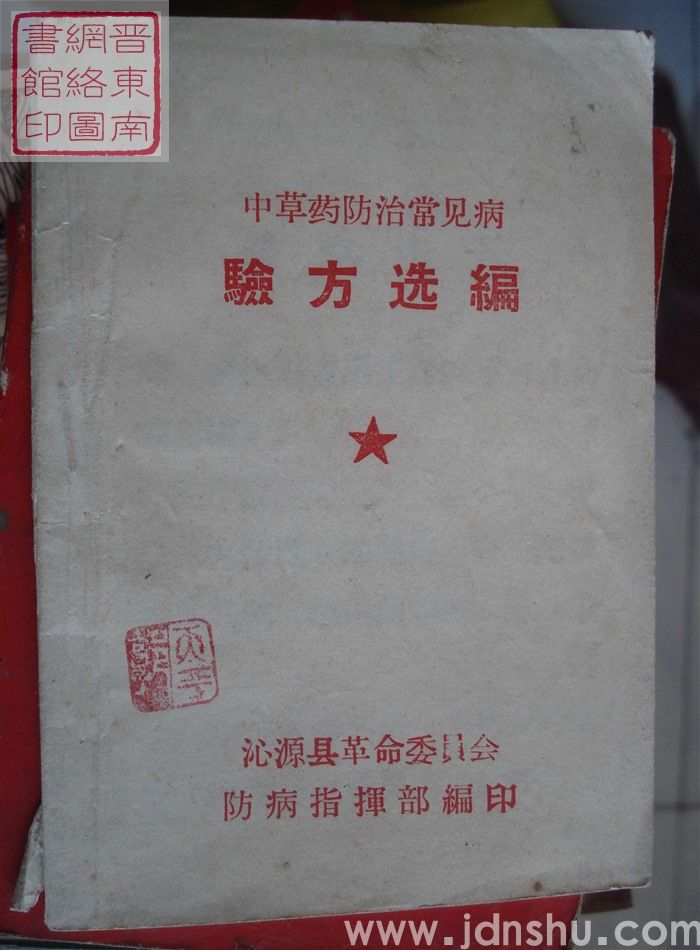 晋東南
網絡圖
書館印
中草药防治常见病
驗方选編
沁源县革命委員会
防病指揮部編印
www.jdnshu.com